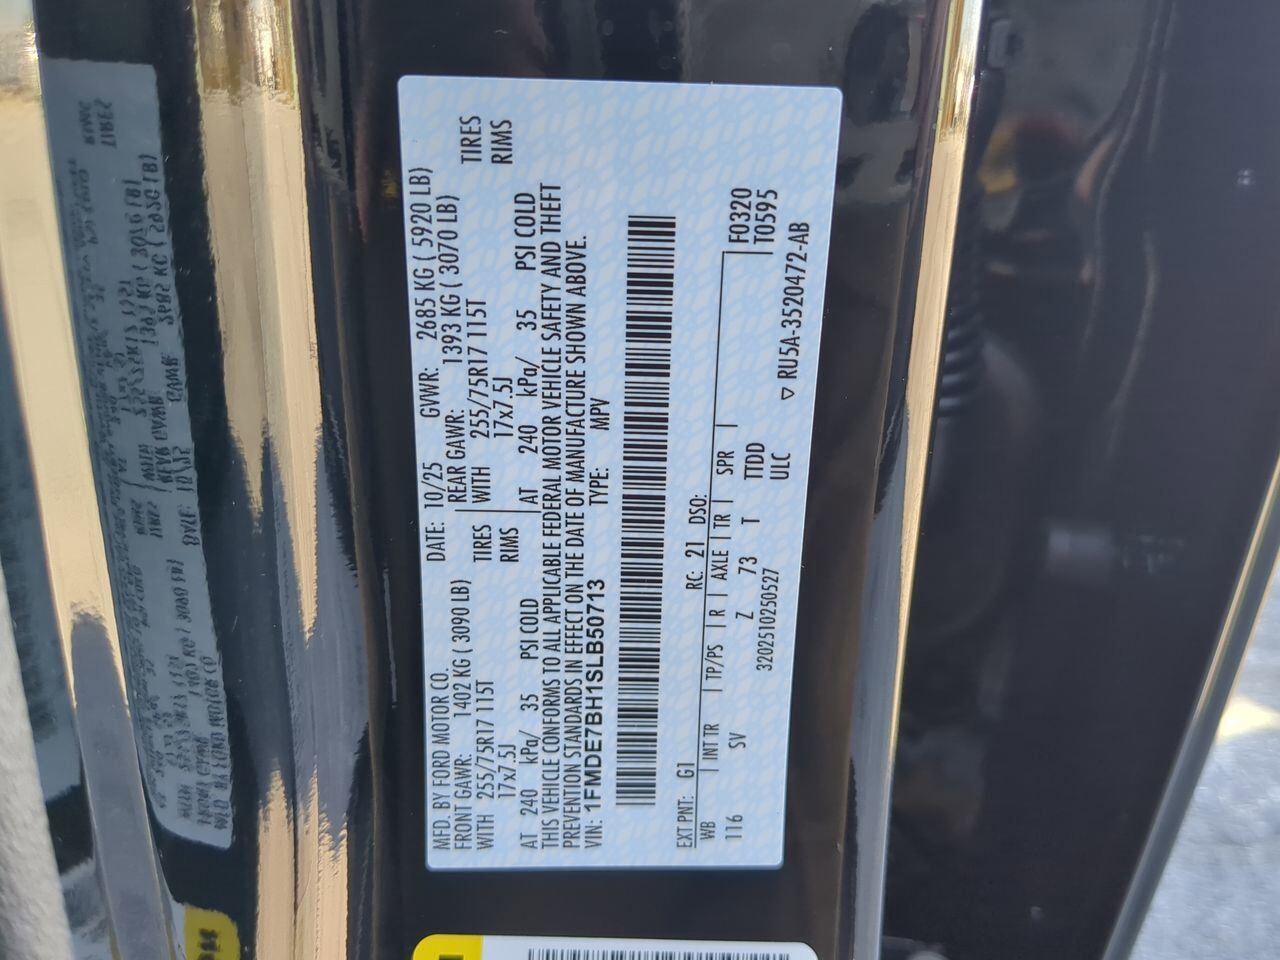 MFD. BY FORD MOTOR CO.
DATE: 10/25 GVWR: 2685 KG ( 5920 LB)
FRONT GAWR: 1402 KG ( 3090 LB)
REAR GAWR: 1393 KG ( 3070 LB)
WITH 255/75R17 115T TIRES
WITH 255/75R17 115T TIRES
17x7.5J RIMS
17x7.5J RIMS
AT 240 kPa/ 35 PSI COLD
AT 240 kPa/ 35 PSI COLD
THIS VEHICLE CONFORMS TO ALL APPLICABLE FEDERAL MOTOR VEHICLE SAFETY AND THEFT
PREVENTION STANDARDS IN EFFECT ON THE DATE OF MANUFACTURE SHOWN ABOVE.
VIN: 1FMDE7BH1SLB50713 TYPE: MPV
EXT PNT: G1 RC: 21 DSO:
WB INT TR TP/PS R AXLE TR SPR F0320
116 SV Z 73 T TTDD T0595
3202510250527 ULC
▽ RU5A-3520472-AB